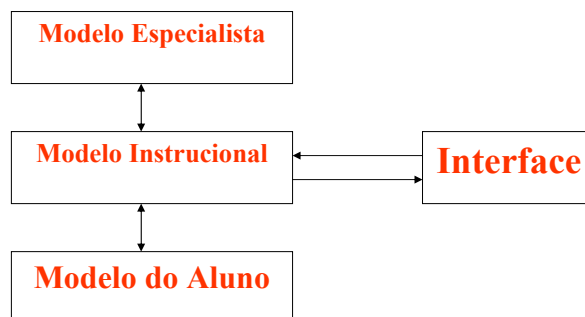 Modelo Especialista
Modelo Instrucional
Interface
Modelo do Aluno